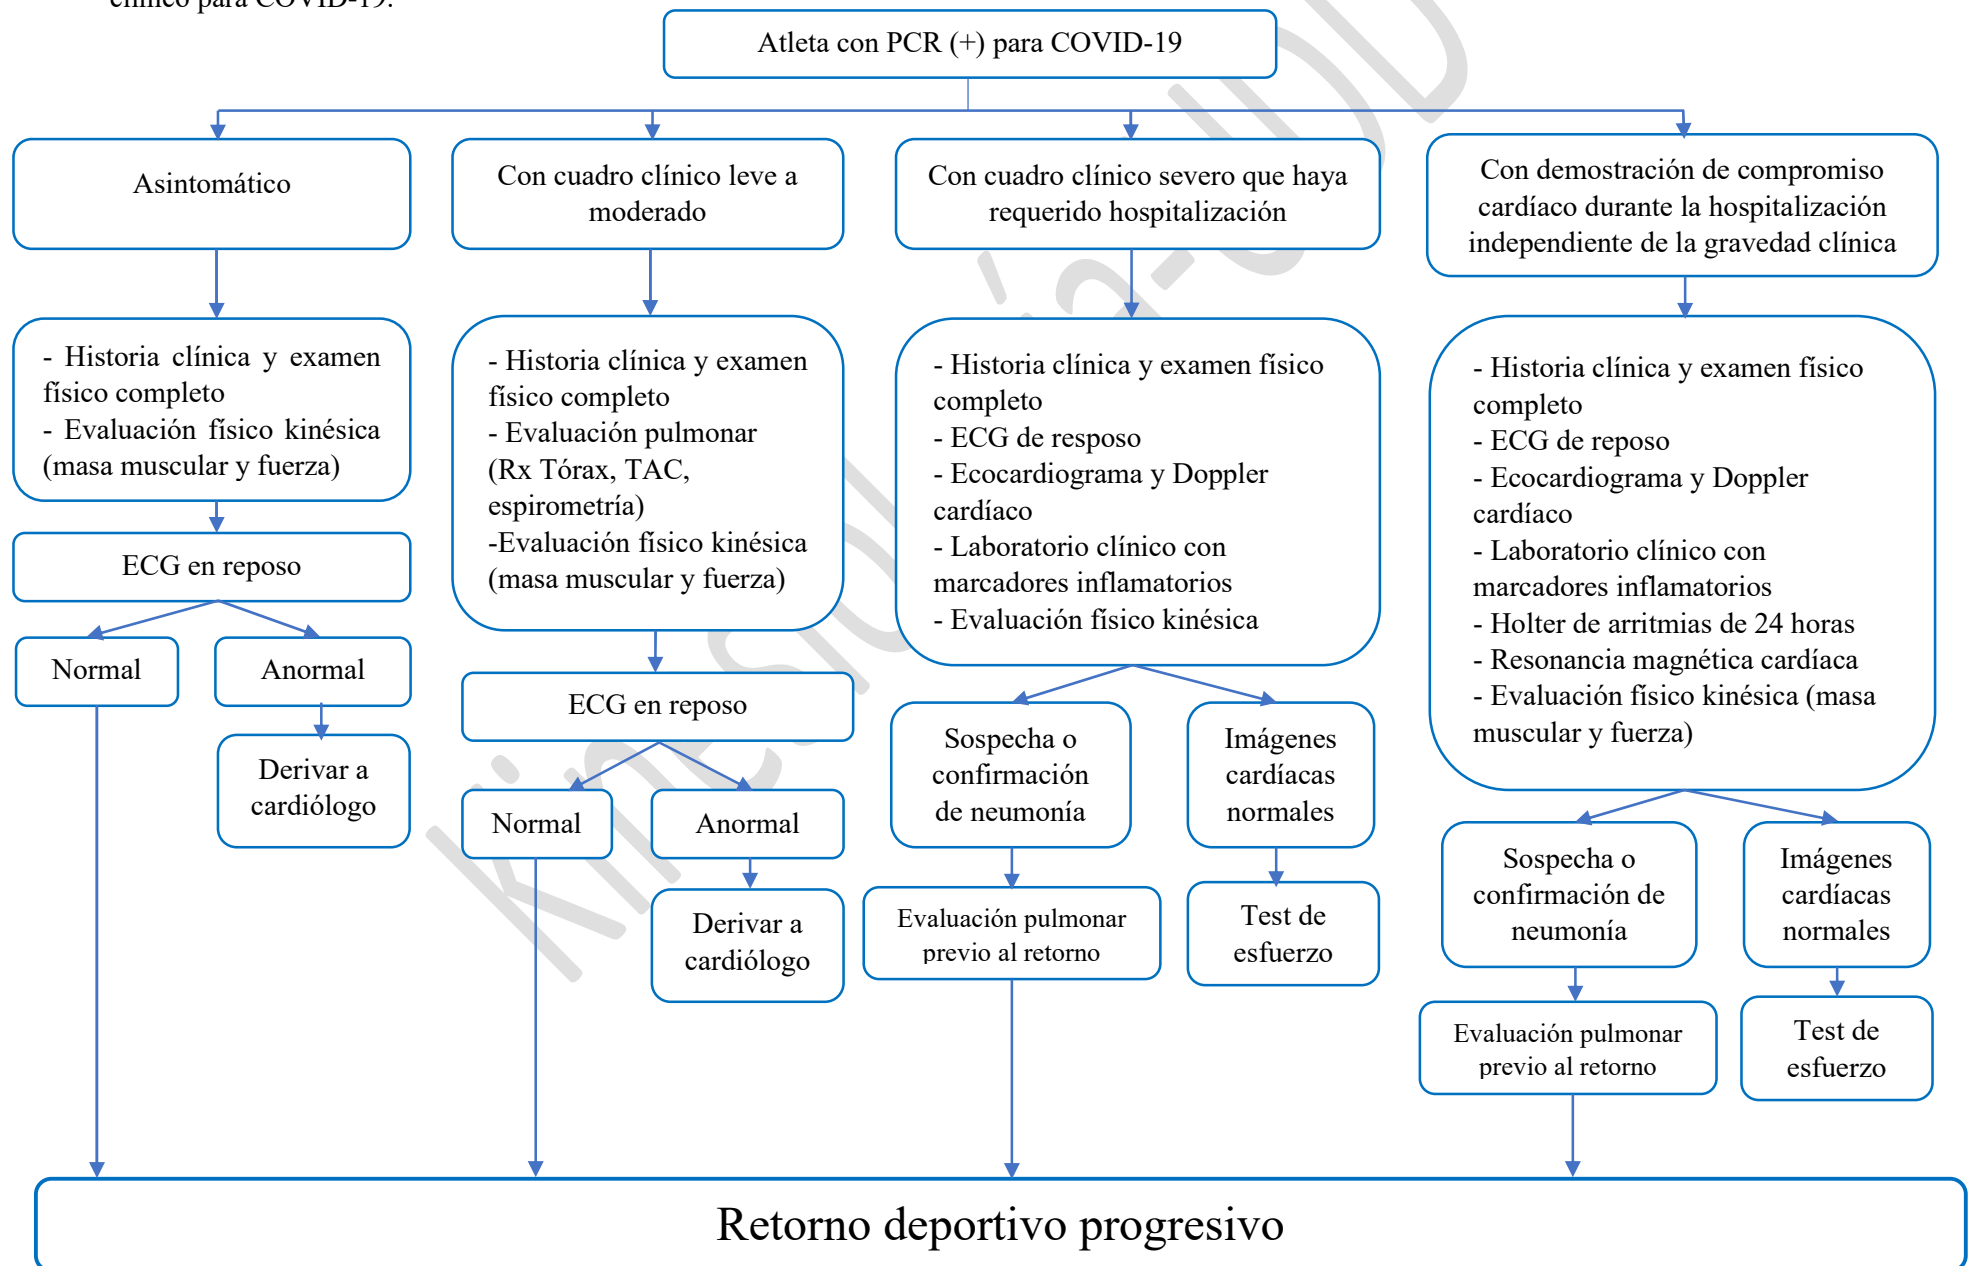 clínico para COVID-19.
Atleta con PCR (+) para COVID-19
Asintomático
Con cuadro clínico leve a
moderado
Con cuadro clínico severo que haya
requerido hospitalización
Con demostración de compromiso
cardíaco durante la hospitalización
independiente de la gravedad clínica
- Historia clínica y examen
físico completo
- Evaluación físico kinésica
(masa muscular y fuerza)
ECG en reposo
Normal
Anormal
Derivar a
cardiólogo
- Historia clínica y examen
físico completo
- Evaluación pulmonar
(Rx Tórax, TAC,
espirometría)
-Evaluación físico kinésica
(masa muscular y fuerza)
ECG en reposo
Normal
Anormal
Derivar a
cardiólogo
- Historia clínica y examen físico
completo
- ECG de resposo
- Ecocardiograma y Doppler
cardíaco
- Laboratorio clínico con
marcadores inflamatorios
- Evaluación físico kinésica
Sospecha o
confirmación
de neumonía
Imágenes
cardíacas
normales
Evaluación pulmonar
previo al retorno
Test de
esfuerzo
- Historia clínica y examen físico
completo
- ECG de reposo
- Ecocardiograma y Doppler
cardíaco
- Laboratorio clínico con
marcadores inflamatorios
- Holter de arritmias de 24 horas
- Resonancia magnética cardíaca
- Evaluación físico kinésica (masa
muscular y fuerza)
Sospecha o
confirmación de
neumonía
Imágenes
cardíacas
normales
Evaluación pulmonar
previo al retorno
Test de
esfuerzo
Retorno deportivo progresivo